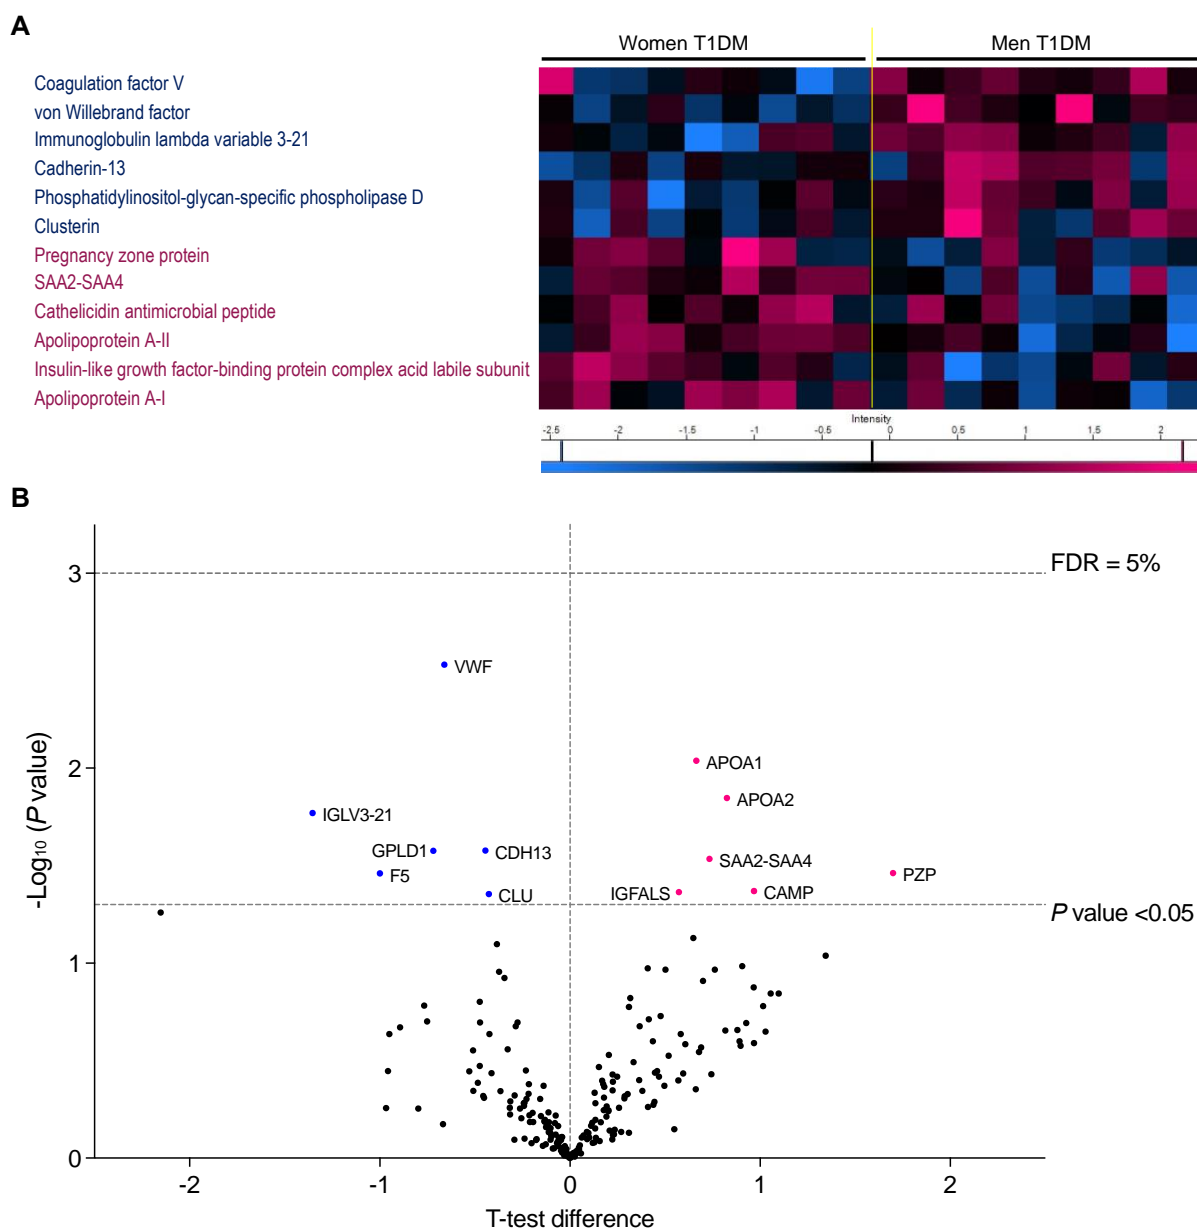 A
Women T1DM
Men T1DM
Coagulation factor V
von Willebrand factor
Immunoglobulin lambda variable 3-21
Cadherin-13
Phosphatidylinositol-glycan-specific phospholipase D
Clusterin
Pregnancy zone protein
SAA2-SAA4
Cathelicidin antimicrobial peptide
Apolipoprotein A-II
Insulin-like growth factor-binding protein complex acid labile subunit
Apolipoprotein A-I
Intensity
-2.5 -2 -1.5 -1 -0.5 0 0.5 1 1.5 2
B
FDR = 5%
3
VWF
-Log10 (P value)
2
APOA1
APOA2
IGLV3-21
GPLD1
CDH13
SAA2-SAA4
F5
PZP
CLU
IGFALS
CAMP
P value <0.05
1
0
-2 -1 0 1 2
T-test difference